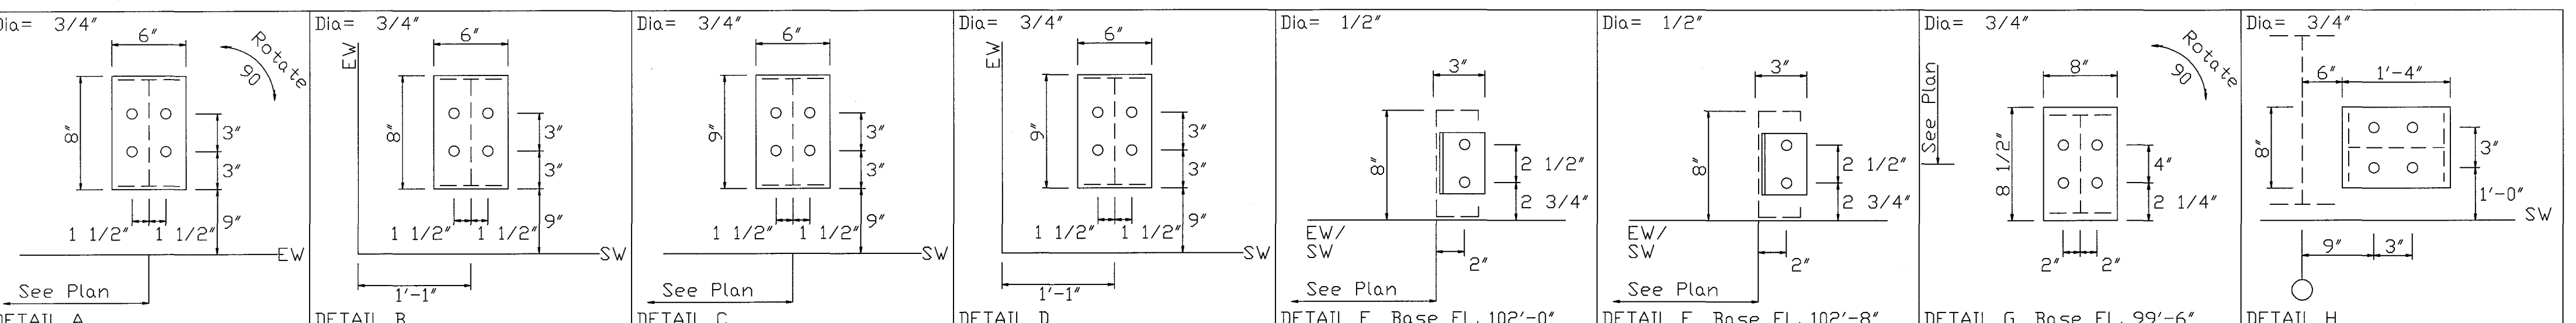 Dia= 3/4"
6"
Rotate
90
8"
3"
3"
9"
1 1/2" 1 1/2"
EW
See Plan
DETAIL A
Dia= 3/4"
EW
6"
8"
3"
3"
9"
1 1/2" 1 1/2"
SW
1'-1"
DETAIL B
Dia= 3/4"
6"
9"
3"
3"
9"
1 1/2" 1 1/2"
SW
See Plan
DETAIL C
Dia= 3/4"
EW
6"
9"
3"
3"
9"
1 1/2" 1 1/2"
SW
1'-1"
DETAIL D
Dia= 1/2"
3"
8"
2 1/2"
2 3/4"
EW/
SW
2"
See Plan
DETAIL E Base EL. 102'-0"
Dia= 1/2"
3"
8"
2 1/2"
2 3/4"
EW/
SW
2"
See Plan
DETAIL F Base EL. 102'-8"
Dia= 3/4"
Rotate
90
See Plan
8"
8 1/2"
4"
2 1/4"
2" 2"
DETAIL G Base EL. 99'-6"
Dia= 3/4"
6" 1'-4"
8"
3"
1'-0"
SW
9" 3"
DETAIL H